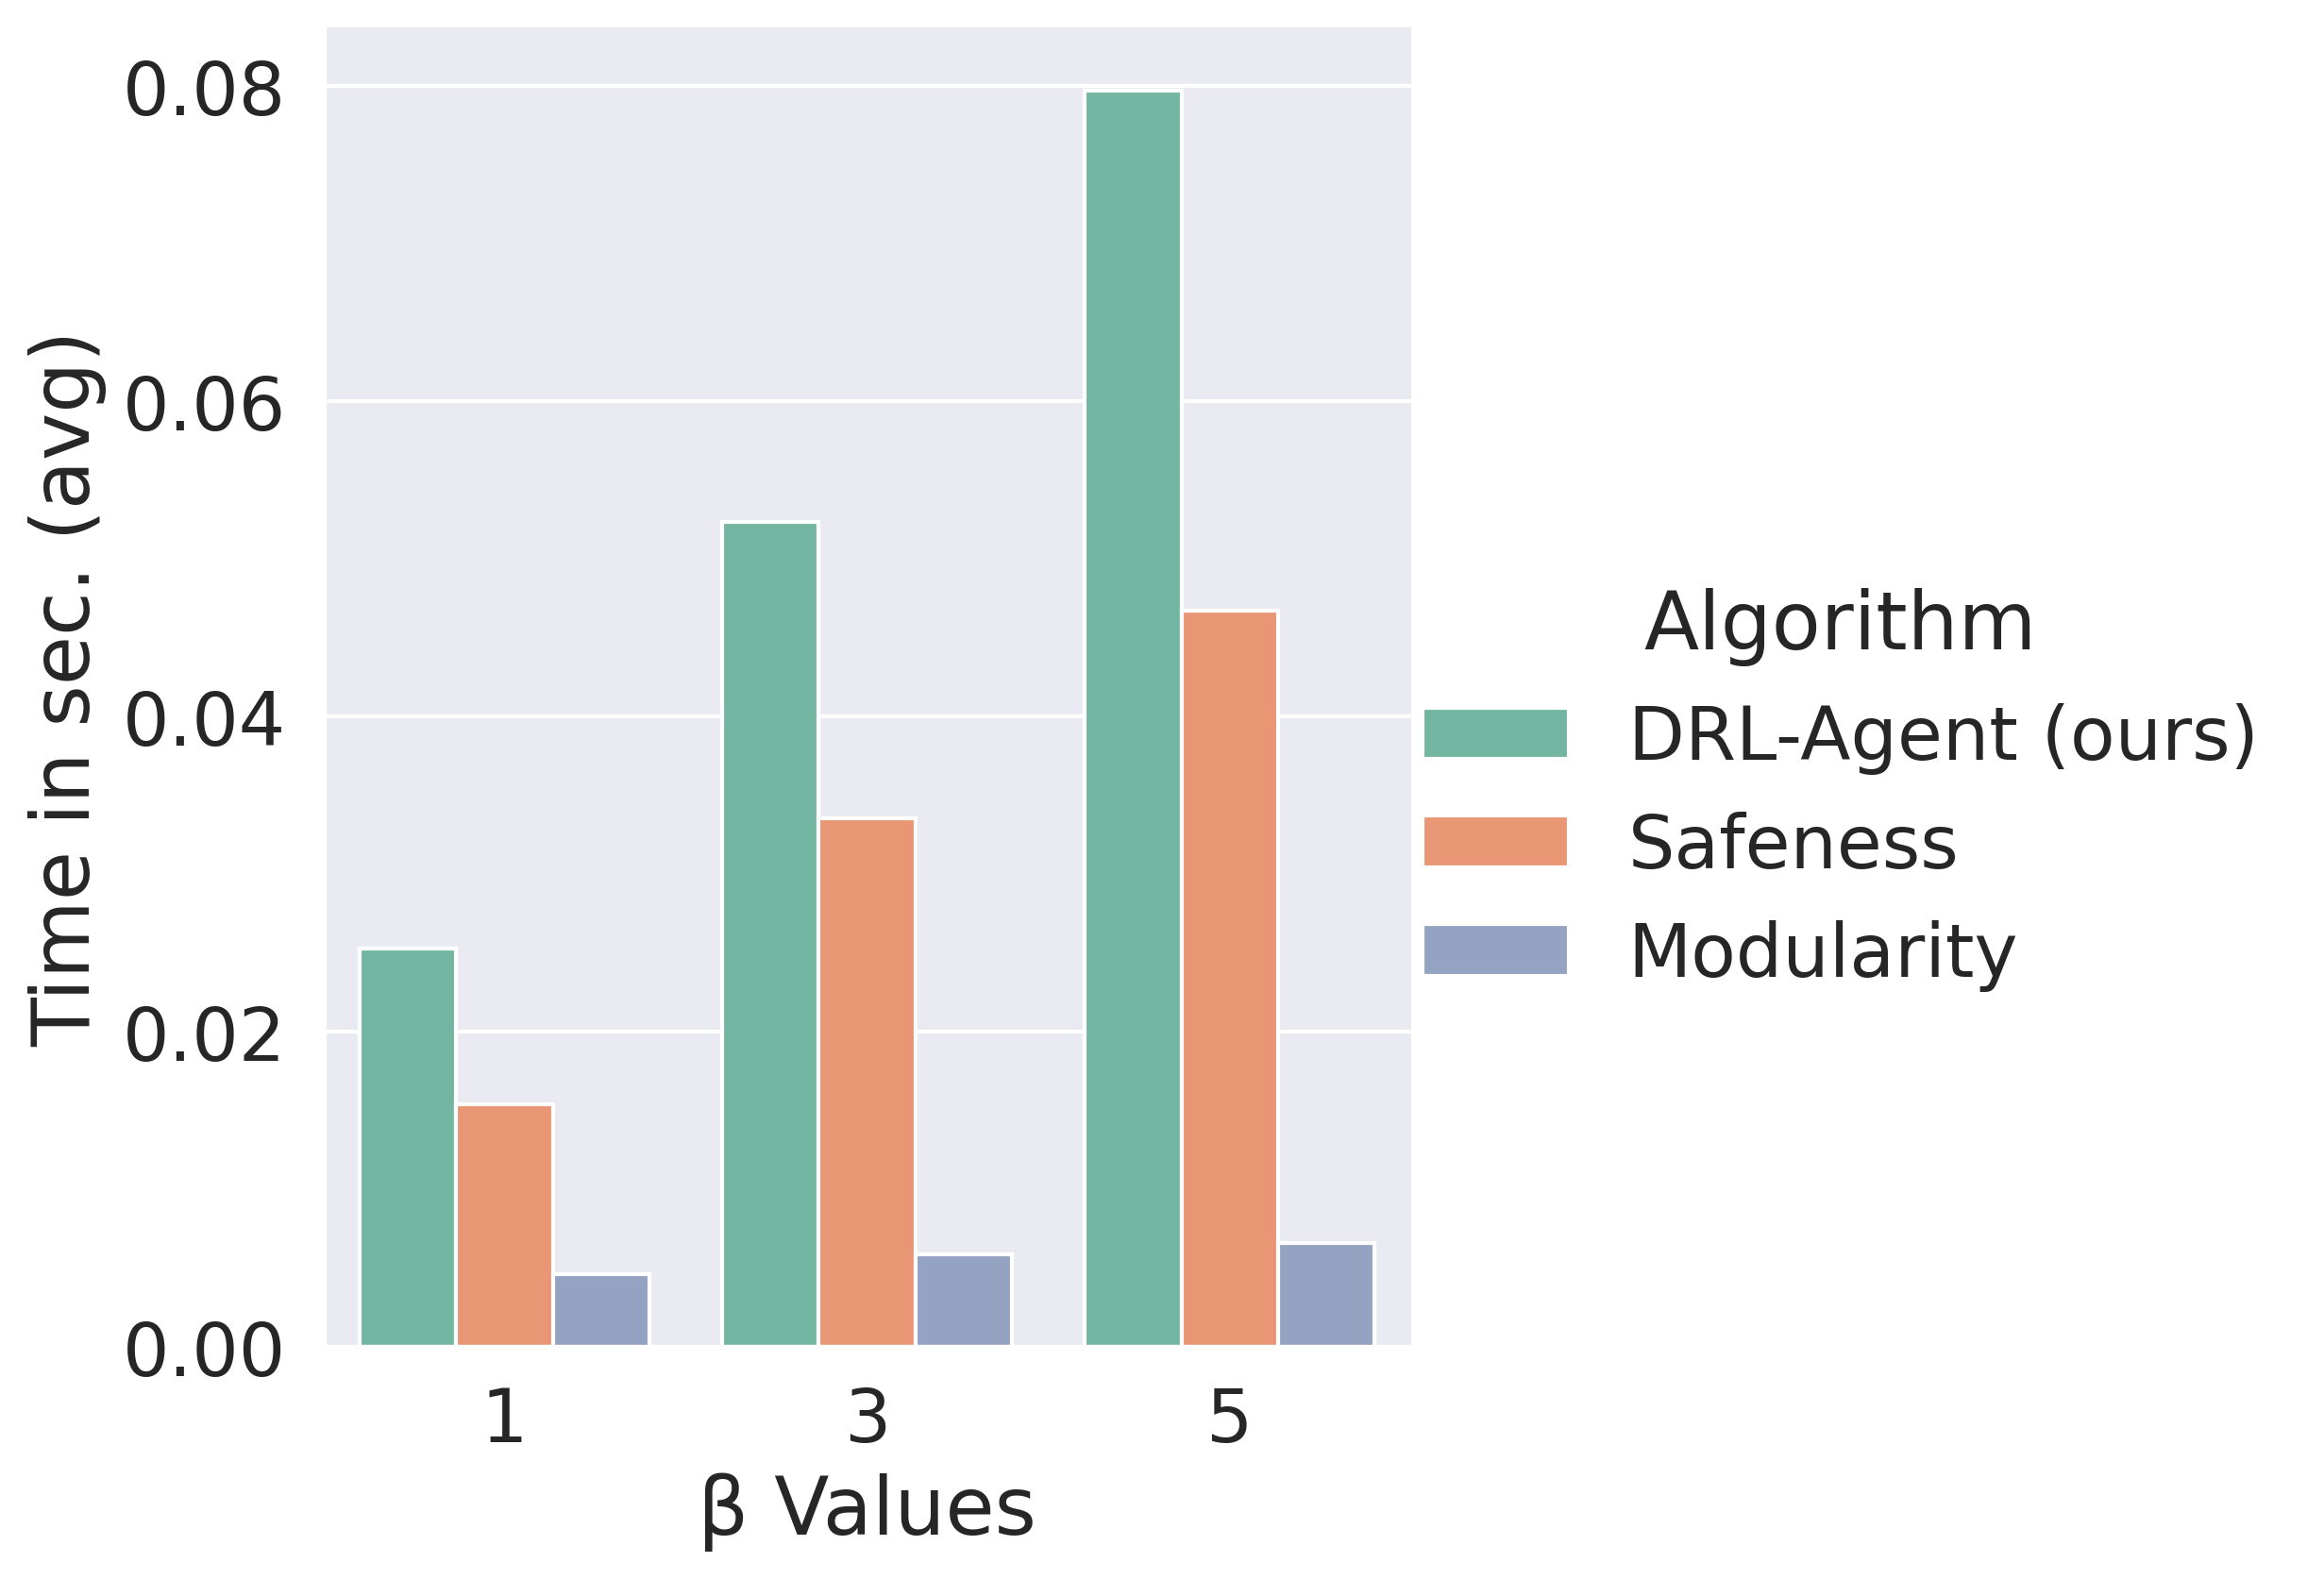 Time in sec. (avg)
0.08
0.06
0.04
0.02
0.00
1 3 5
β Values
Algorithm
DRL-Agent (ours)
Safeness
Modularity